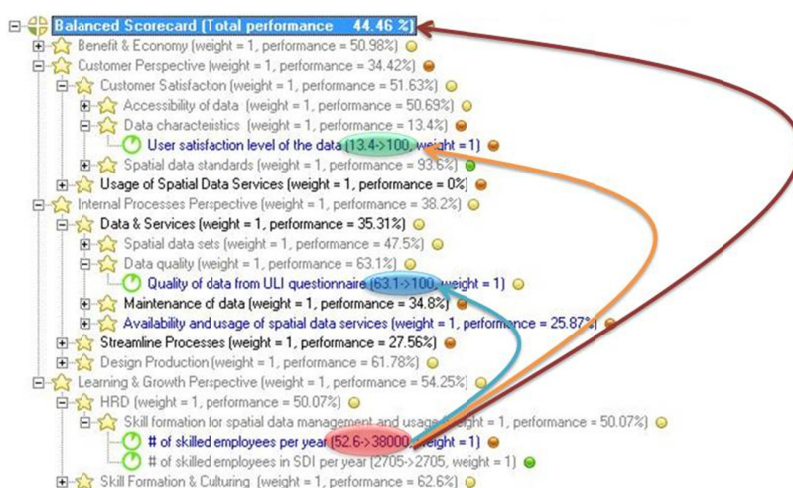 Balanced Scorecard (Total performance 44.46 %)
Benefit & Economy (weight = 1, performance = 50.98%)
Customer Perspective (weight = 1, performance = 34.42%)
Customer Satisfacton (weight = 1, performance = 51.63%)
Accessibility of data (weight = 1, performance = 50.69%)
Data characteristics (weight = 1, performance = 13.4%)
User satisfaction level of the data (13.4->100, weight =1)
Spatial data standards (weight = 1, performance = 93.6%)
Usage of Spatial Data Services (weight = 1, performance = 0%)
Internal Processes Perspective (weight = 1, performance = 38.2%)
Data & Services (weight = 1, performance = 35.31%)
Spatial data sets (weight = 1, performance = 47.5%)
Data quality (weight = 1, performance = 63.1%)
Quality of data from ULI questionnaire (63.1->100, weight = 1)
Maintenance of data (weight = 1, performance = 34.8%)
Availability and usage of spatial data services (weight = 1, performance = 25.87%)
Streamline Processes (weight = 1, performance = 27.56%)
Design Production (weight = 1, performance = 61.78%)
Learning & Growth Perspective (weight = 1, performance = 54.25%)
HRD (weight = 1, performance = 50.07%)
Skill formation for spatial data management and usage (weight = 1, performance = 50.07%)
# of skilled employees per year (52.6->38000, weight =1)
# of skilled employees in SDI per year (2705->2705, weight = 1)
Skill Formation & Culturing (weight = 1, performance = 62.6%)